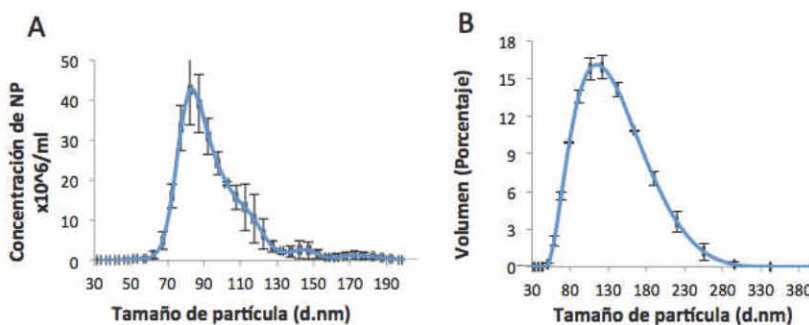 A
50
40
30
20
10
0
Concentración de NP
x10^6/ml
30 50 70 90 110 130 150 170 190
Tamaño de partícula (d.nm)
B
18
15
12
9
6
3
0
Volumen (Porcentaje)
30 80 130 180 230 280 330 380
Tamaño de partícula (d.nm)